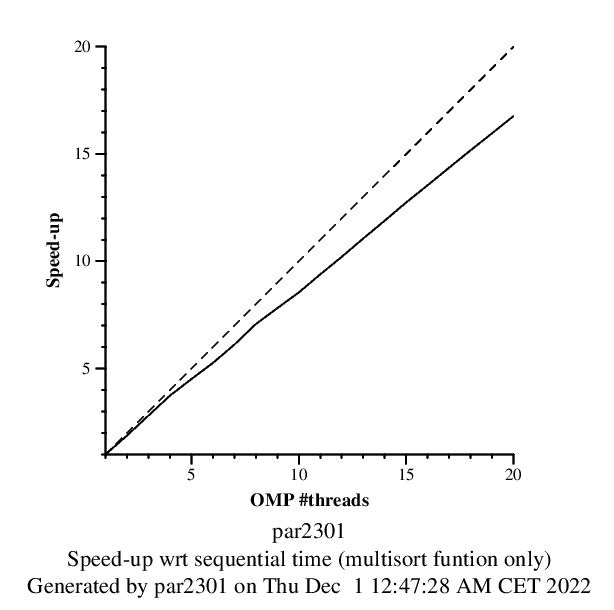 20
15
10
5
Speed-up
5
10
15
20
OMP #threads
par2301
Speed-up wrt sequential time (multisort funtion only)
Generated by par2301 on Thu Dec  1 12:47:28 AM CET 2022